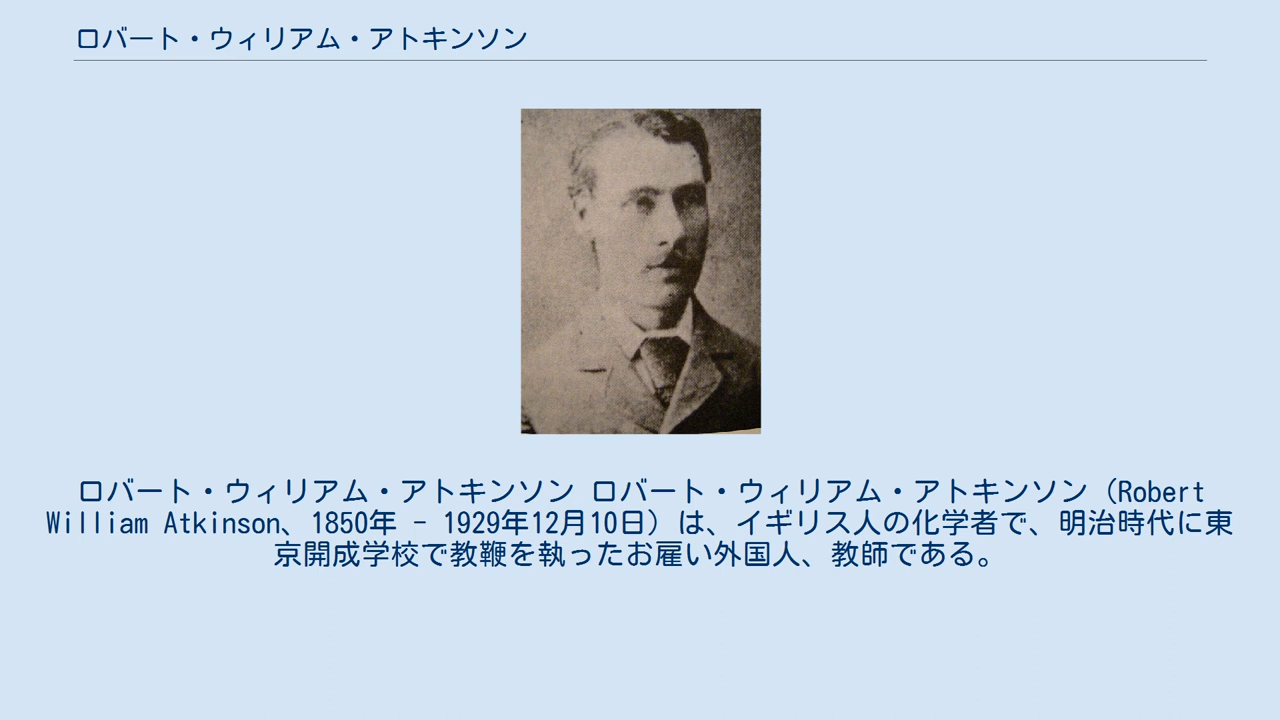 ロバート・ウィリアム・アトキンソン
ロバート・ウィリアム・アトキンソン ロバート・ウィリアム・アトキンソン（Robert
William Atkinson、1850年 - 1929年12月10日）は、イギリス人の化学者で、明治時代に東
京開成学校で教鞭を執ったお雇い外国人、教師である。